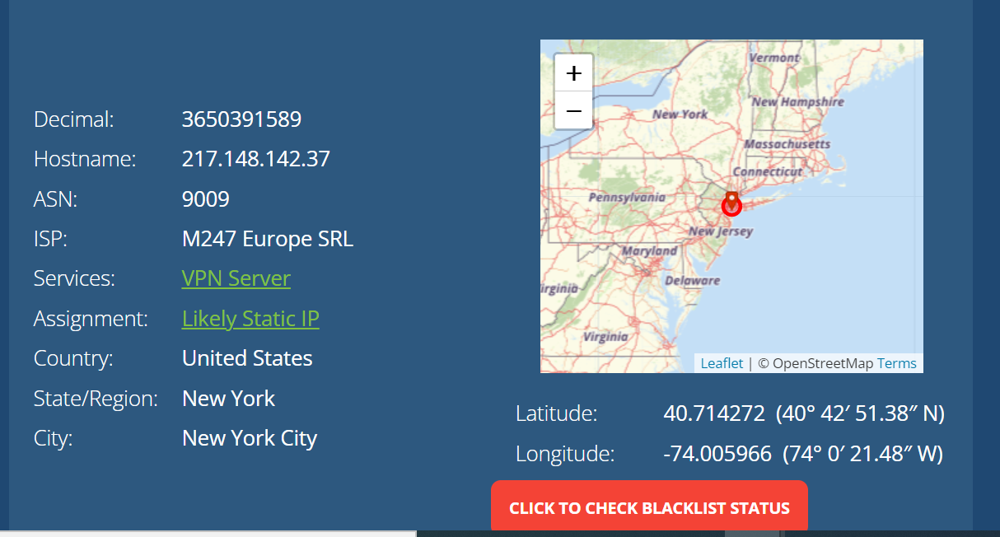 Decimal: 3650391589
Hostname: 217.148.142.37
ASN: 9009
ISP: M247 Europe SRL
Services: VPN Server
Assignment: Likely Static IP
Country: United States
State/Region: New York
City: New York City
+
−
Vermont
New York
New Hampshire
Massachusetts
Connecticut
Pennsylvania
New Jersey
Maryland
Delaware
irginia
Virginia
Leaflet | © OpenStreetMap Terms
Latitude: 40.714272 (40° 42′ 51.38″ N)
Longitude: -74.005966 (74° 0′ 21.48″ W)
CLICK TO CHECK BLACKLIST STATUS